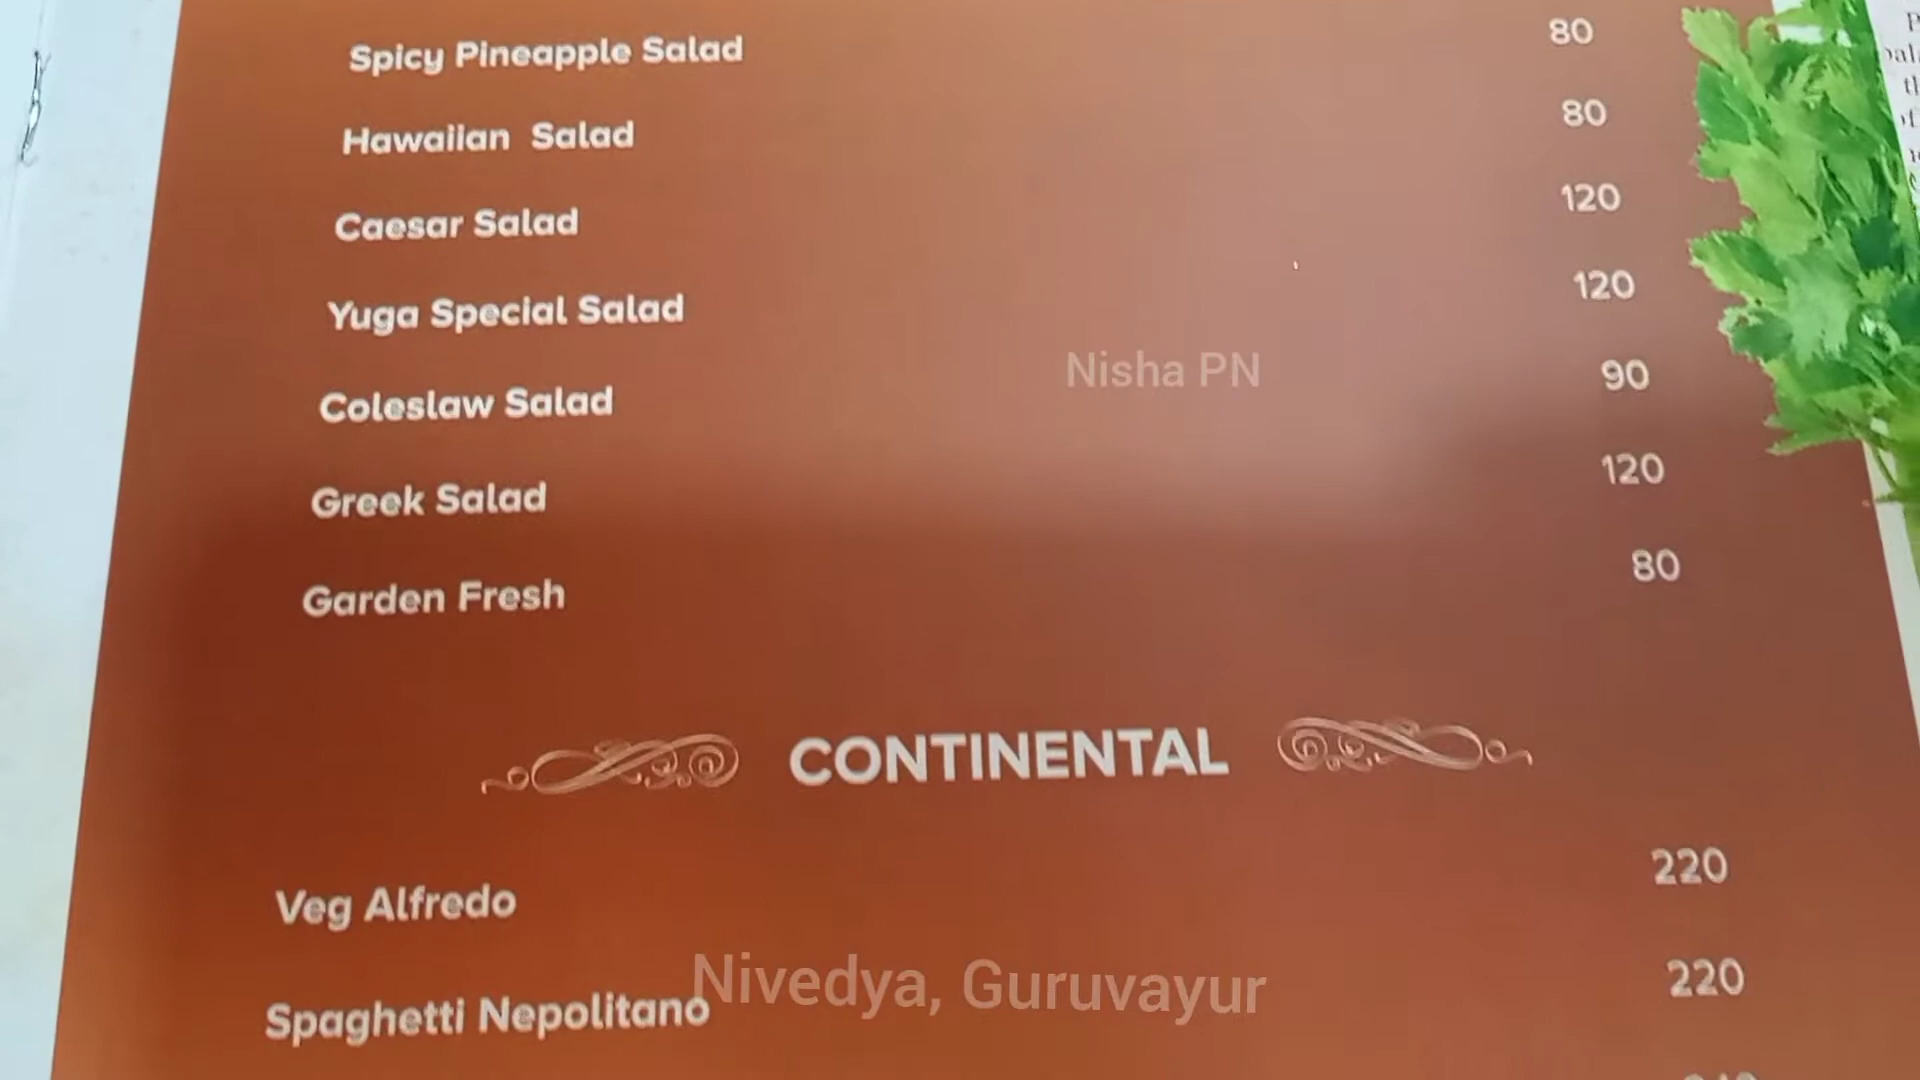 Spicy Pineapple Salad 80
Hawaiian Salad 80
Caesar Salad 120
Yuga Special Salad 120
Nisha PN
Coleslaw Salad 90
Greek Salad 120
Garden Fresh 80
CONTINENTAL
Veg Alfredo 220
Nivedya, Guruvayur
Spaghetti Nepolitano 220